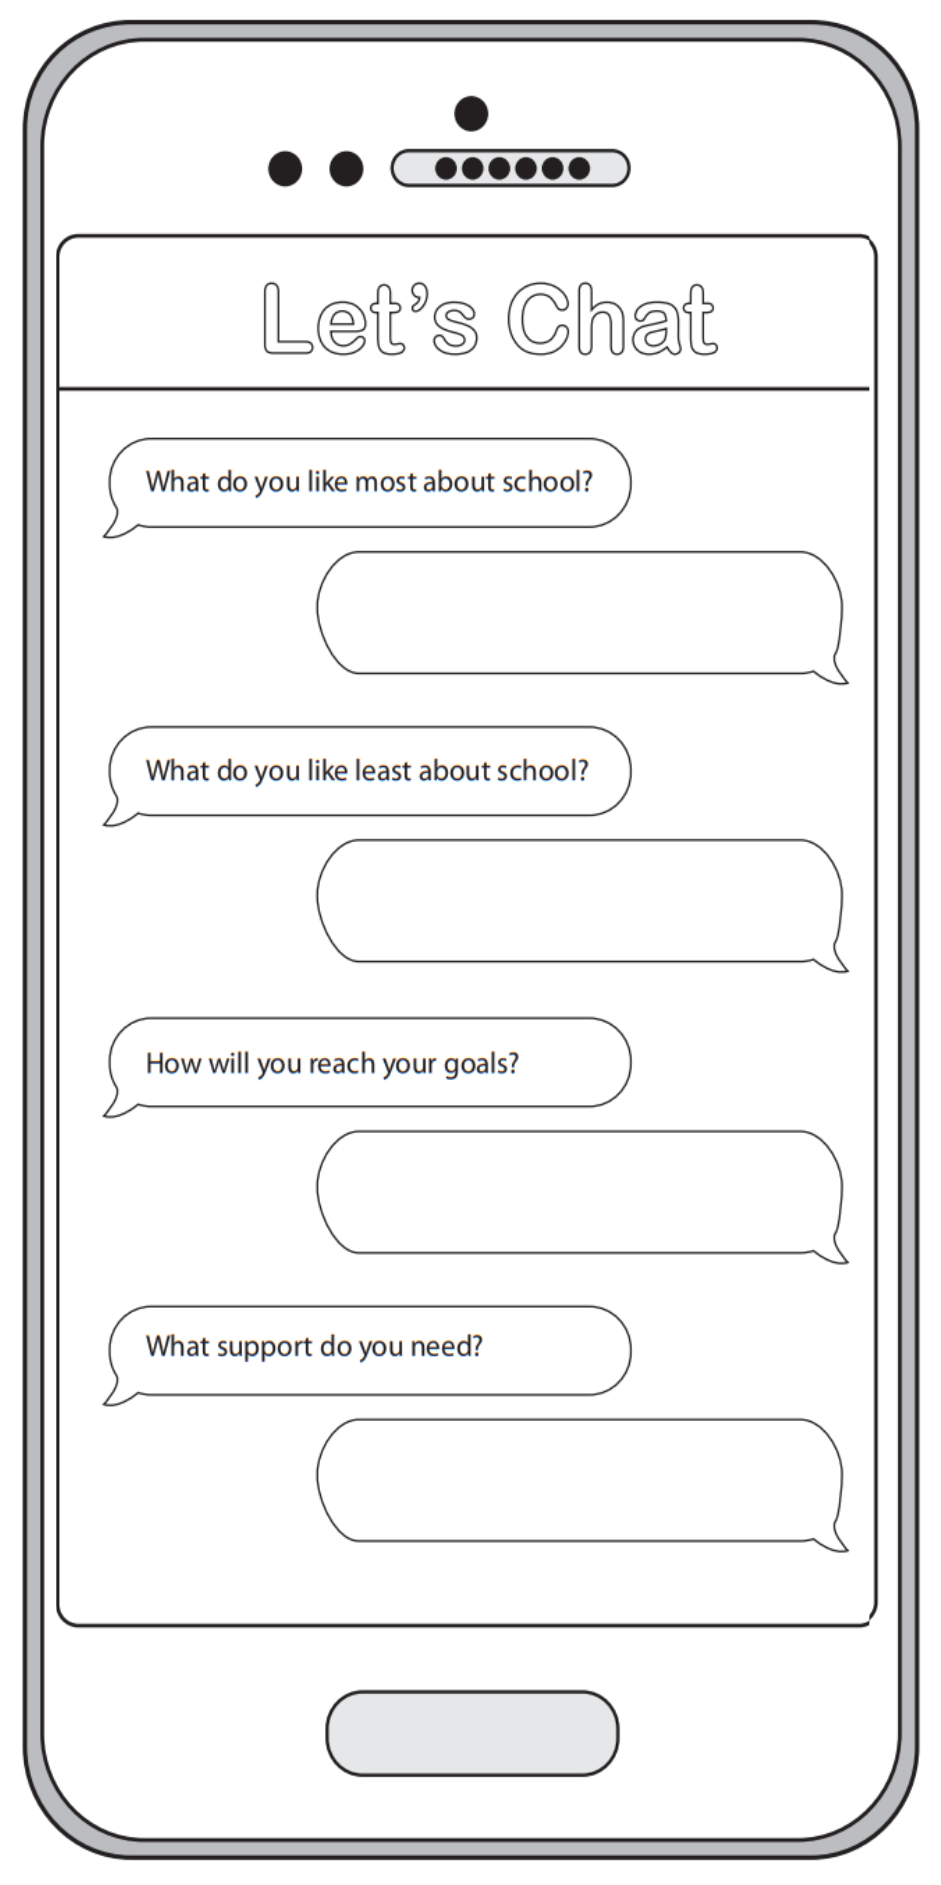 Let’s Chat
What do you like most about school?
What do you like least about school?
How will you reach your goals?
What support do you need?